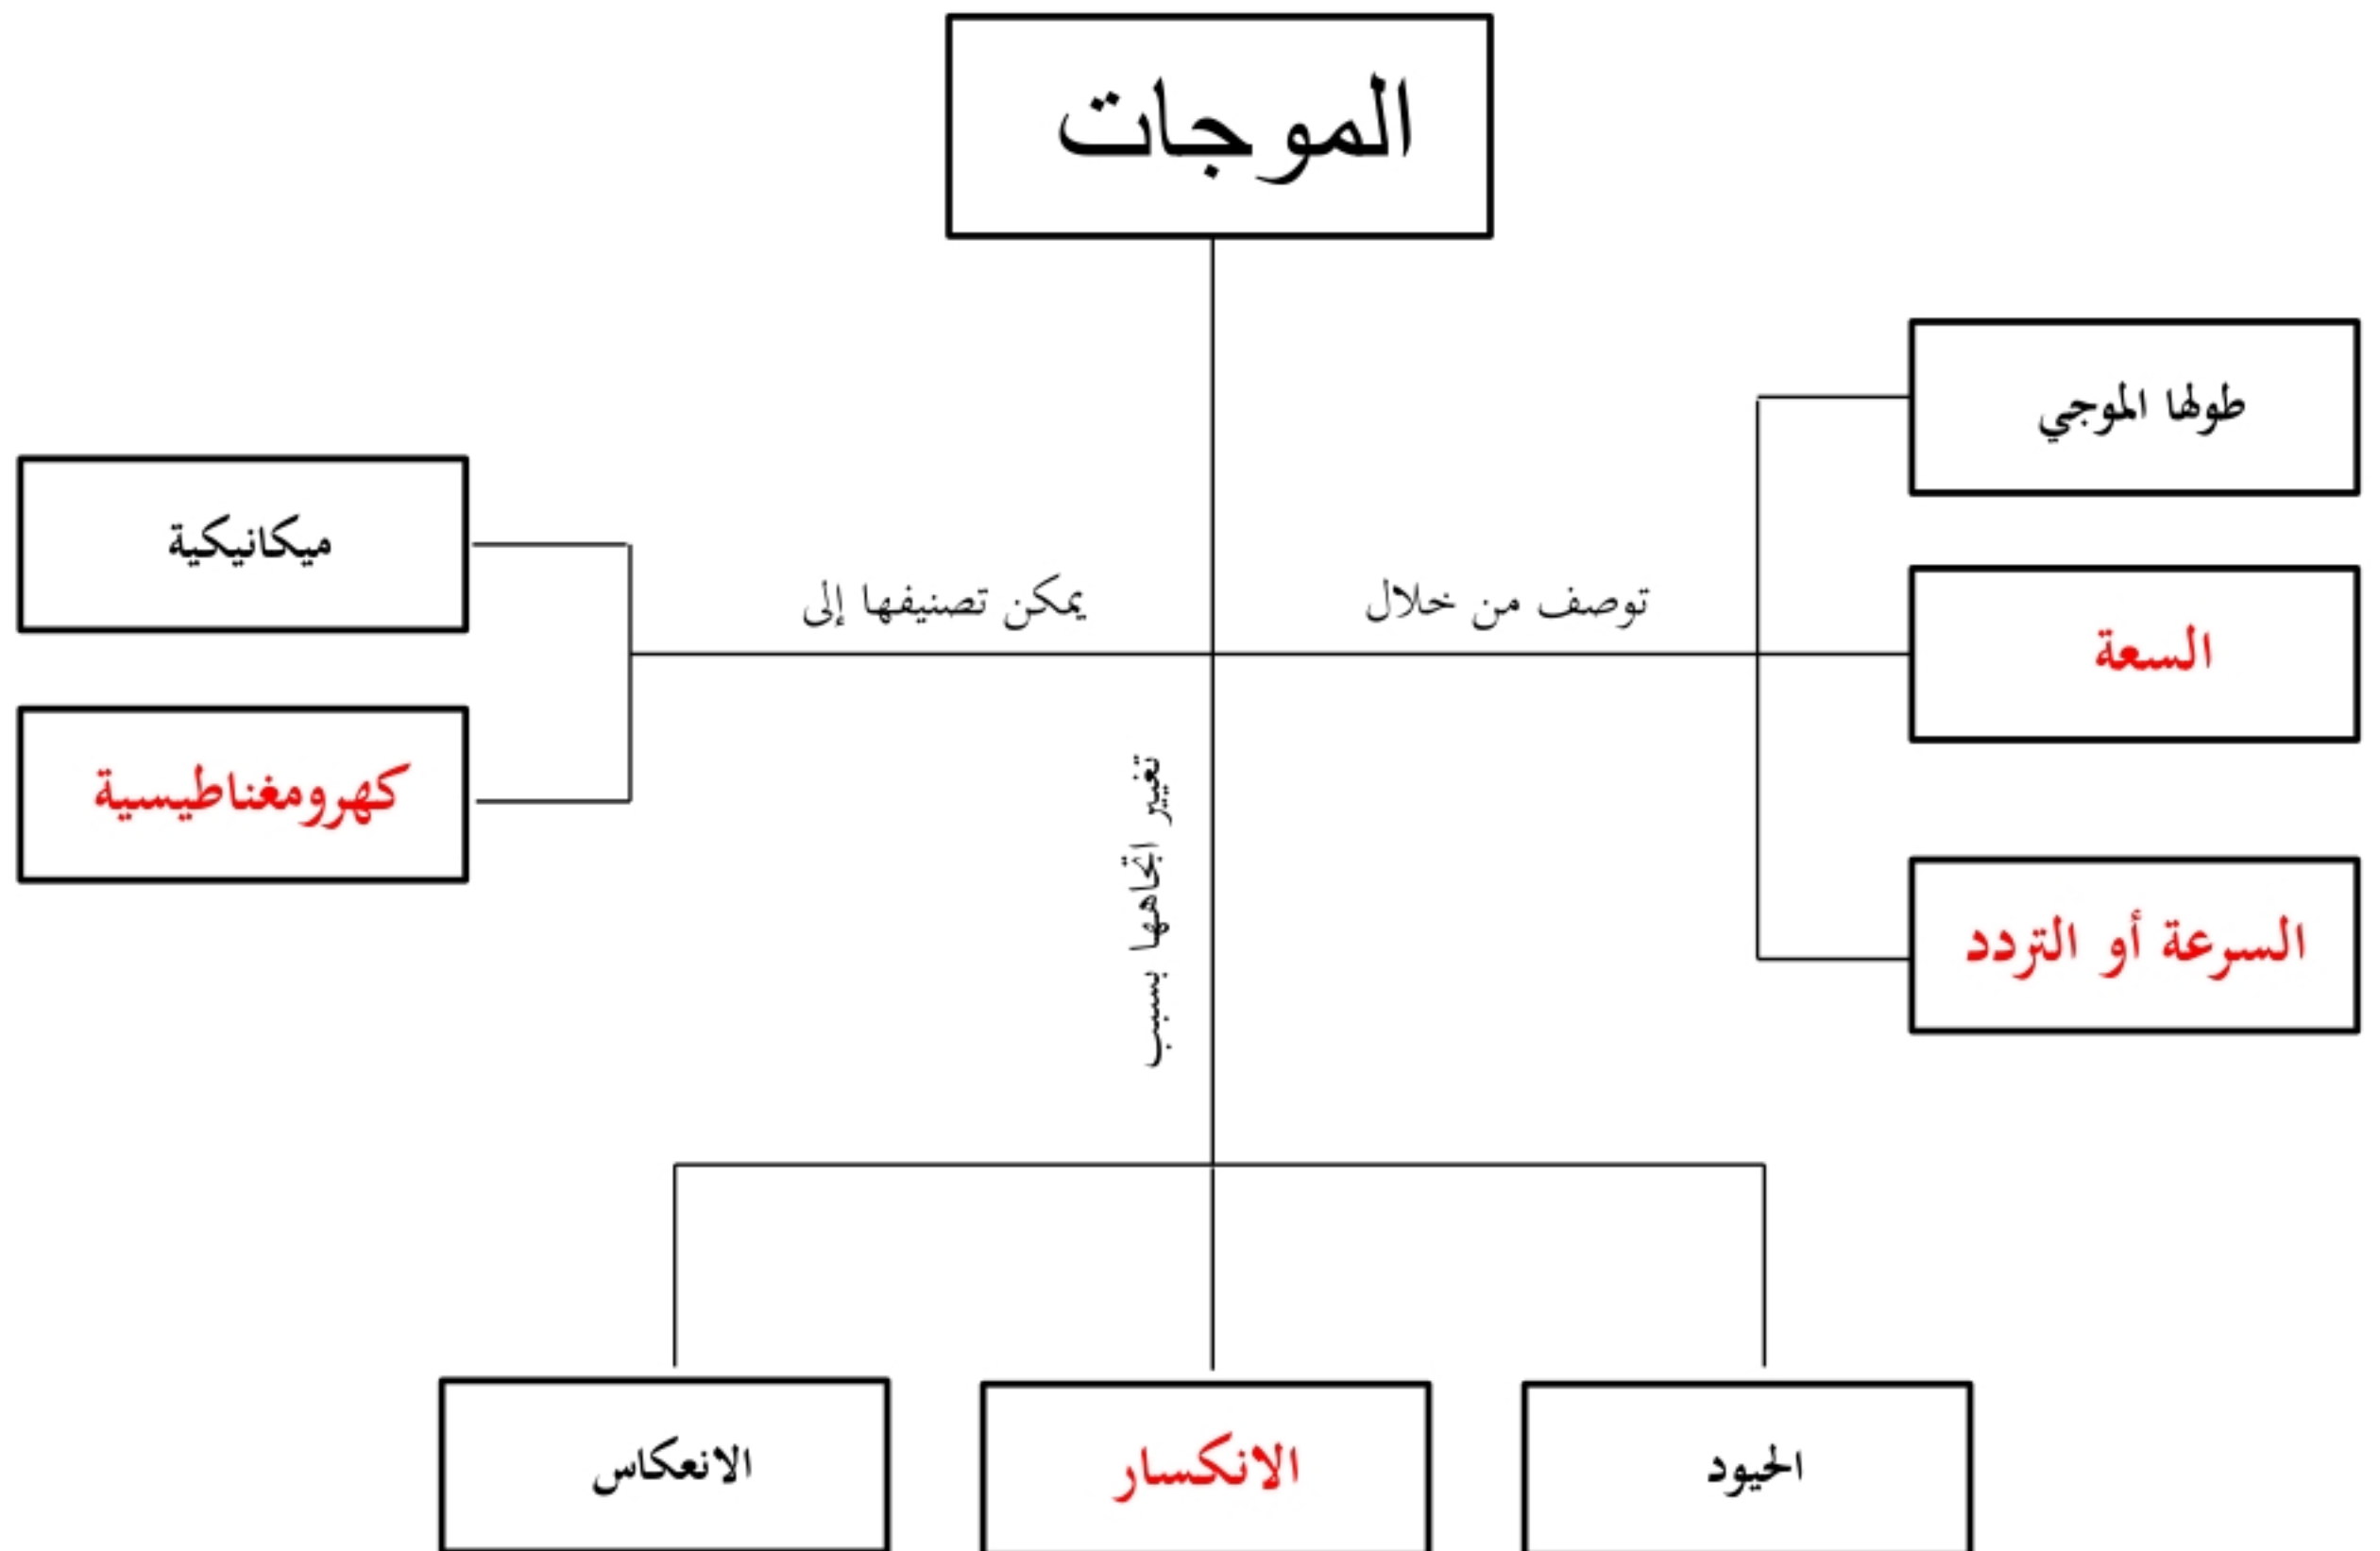 الموجات
طولها الموجي
ميكانيكية
توصف من خلال
يمكن تصنيفها إلى
السعة
كهرومغناطيسية
تغيير اتجاهها بسبب
السرعة أو التردد
الحيود
الانكسار
الانعكاس